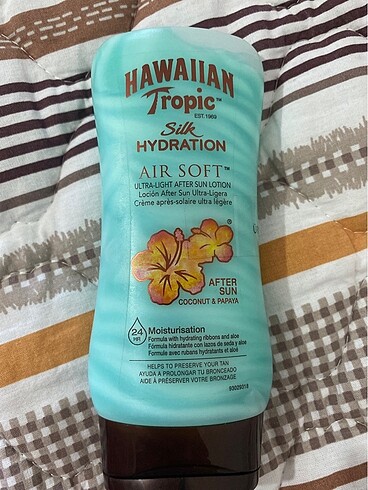 HAWAIIAN
Tropic™
EST. 1969
Silk
HYDRATION
AIR SOFT™
ULTRA-LIGHT AFTER SUN LOTION
Loción After Sun Ultra-Ligera
Crème après-solaire ultra légère
®
AFTER
SUN
COCONUT & PAPAYA
24
HR
Moisturisation
Formula with hydrating ribbons and aloe
Fórmula hidratante con lazos de seda y aloe
Formule avec rubans hydratants et aloe
HELPS TO PRESERVE YOUR TAN
AYUDA A PROLONGAR TU BRONCEADO
AIDE À PRÉSERVER VOTRE BRONZAGE